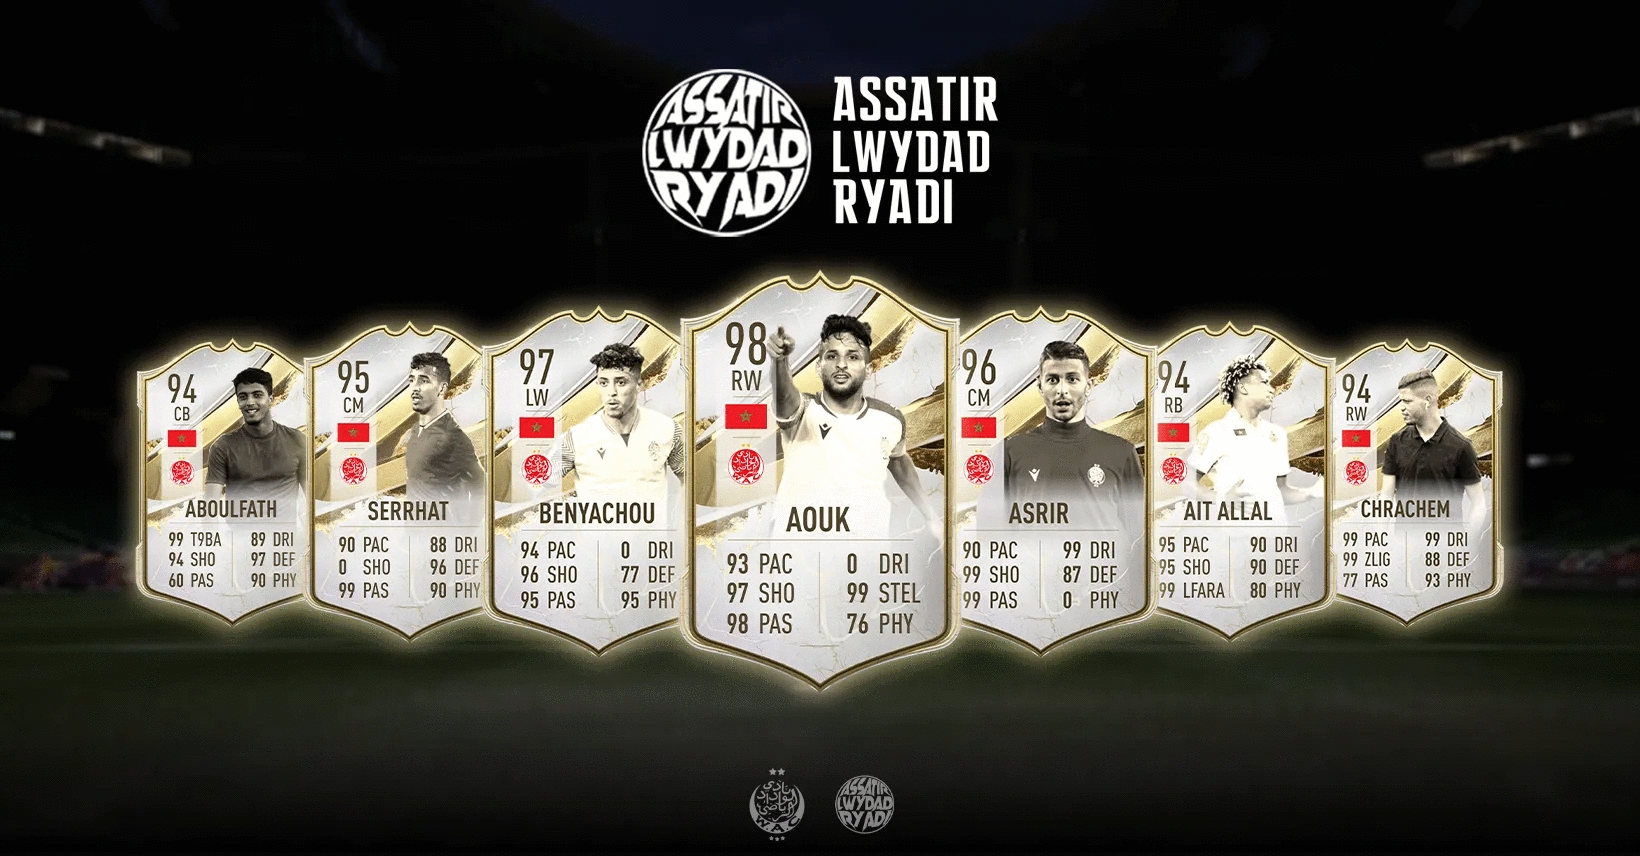 ASSATIR
LWYDAD
RYADI
ASSATIR
LWYDAD
RYADI
94
CB
ABOULFATH
99 T9BA 89 DRI
94 SHO 97 DEF
60 PAS 90 PHY
95
CM
SERRHAT
90 PAC 88 DRI
0 SHO 96 DEF
99 PAS 90 PHY
97
LW
BENYACHOU
94 PAC 0 DRI
96 SHO 77 DEF
95 PAS 95 PHY
98
RW
AOUK
93 PAC 0 DRI
97 SHO 99 STEL
98 PAS 76 PHY
96
CM
ASRIR
90 PAC 99 DRI
99 SHO 87 DEF
99 PAS 0 PHY
94
RB
AIT ALLAL
95 PAC 90 DRI
95 SHO 90 DEF
99 LFARA 80 PHY
94
RW
CHRACHEM
99 PAC 99 DRI
99 ZLIG 88 DEF
77 PAS 93 PHY
نادي
الوداد
الرياضي
WAC
ASSATIR
LWYDAD
RYADI